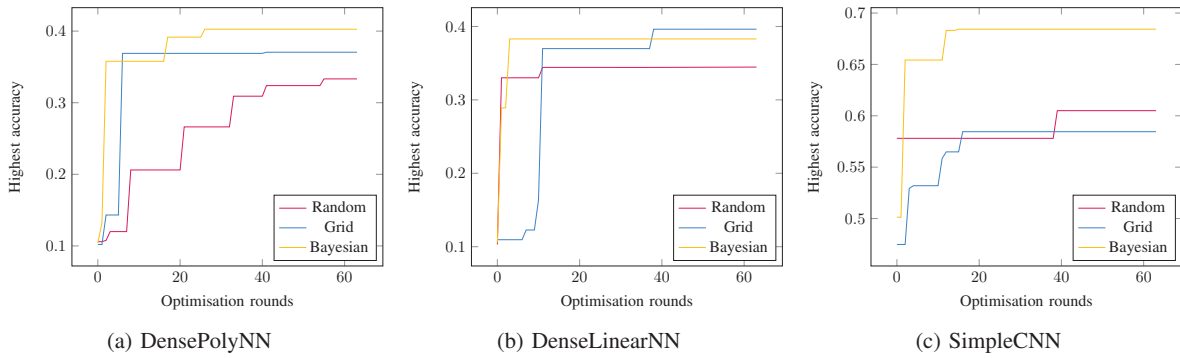 0.4
0.3
0.2
0.1
Highest accuracy
Random
Grid
Bayesian
0 20 40 60
Optimisation rounds
(a) DensePolyNN
0.4
0.3
0.2
0.1
Highest accuracy
Random
Grid
Bayesian
0 20 40 60
Optimisation rounds
(b) DenseLinearNN
0.7
0.65
0.6
0.55
0.5
Highest accuracy
Random
Grid
Bayesian
0 20 40 60
Optimisation rounds
(c) SimpleCNN